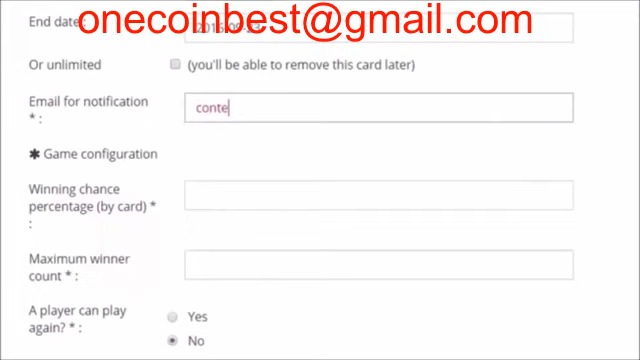 onecoinbest@gmail.com
End date :
Or unlimited (you'll be able to remove this card later)
Email for notification
* :
conte
✱ Game configuration
Winning chance
percentage (by card) *
:
Maximum winner
count * :
A player can play
again? * :
Yes
No